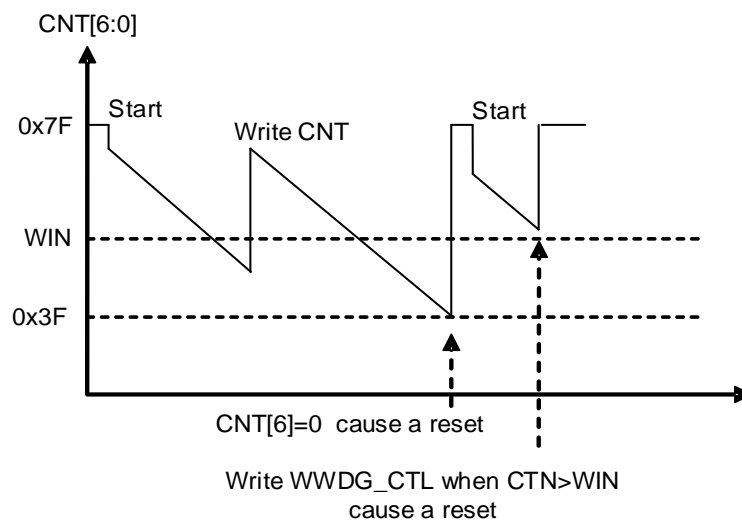 CNT[6:0]
0x7F
Start
Write CNT
Start
WIN
0x3F
CNT[6]=0 cause a reset
Write WWDG_CTL when CTN>WIN
cause a reset